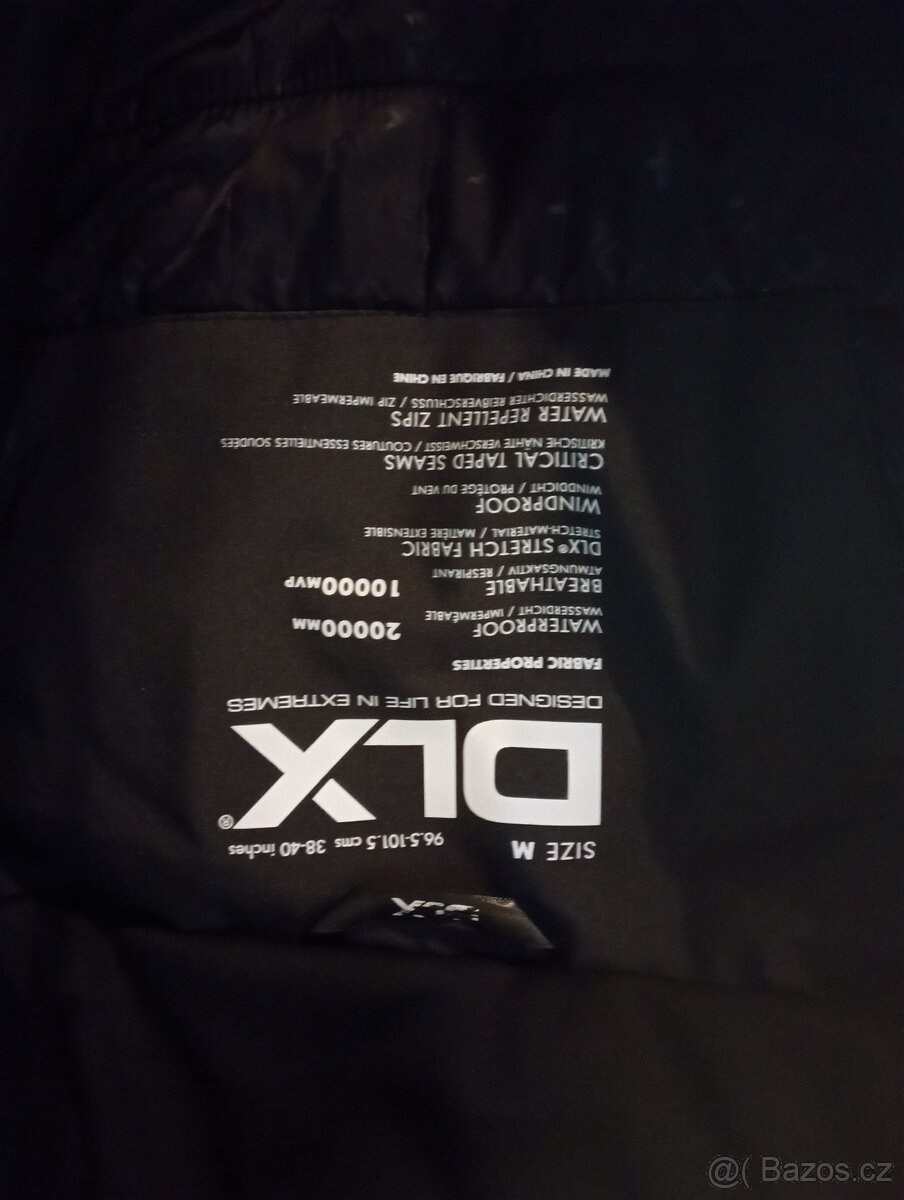 DLX
SIZE M 96.5-101.5 cms 38-40 inches
DLX®
DESIGNED FOR LIFE IN EXTREMES
FABRIC PROPERTIES
WATERPROOF 20000MM
WASSERDICHT / IMPERMÉABLE
BREATHABLE 10000MVP
ATMUNGSAKTIV / RESPIRANT
DLX® STRETCH FABRIC
STRETCH-MATERIAL / MATIÈRE EXTENSIBLE
WINDPROOF
WINDDICHT / PROTÈGE DU VENT
CRITICAL TAPED SEAMS
KRITISCHE NÄHTE VERSCHWEISST / COUTURES ESSENTIELLES SOUDÉES
WATER REPELLENT ZIPS
WASSERDICHTER REIßVERSCHLUSS / ZIP IMPERMEABLE
MADE IN CHINA / FABRIQUE EN CHINE
@( Bazos.cz